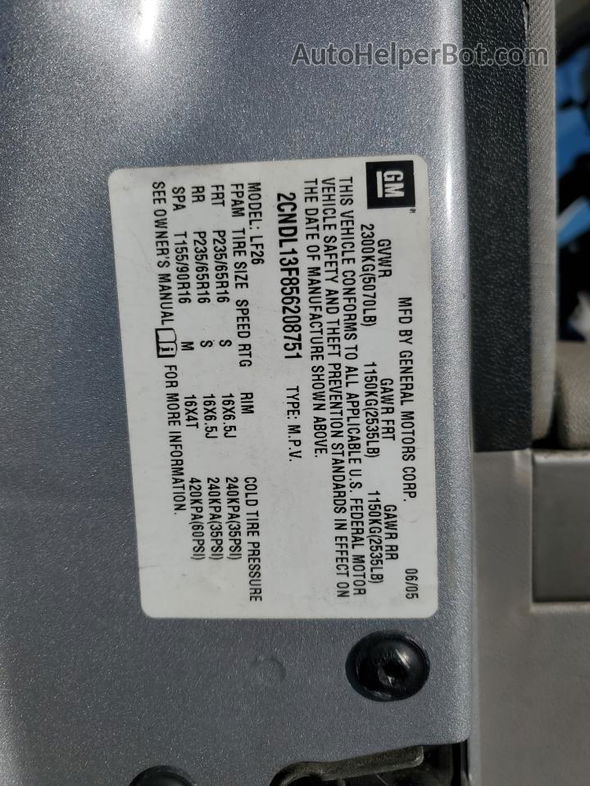 AutoHelperBot.com
GM
MFD BY GENERAL MOTORS CORP. 06/05
GVWR GAWR FRT GAWR RR
2300KG(5070LB) 1150KG(2535LB) 1150KG(2535LB)
THIS VEHICLE CONFORMS TO ALL APPLICABLE U.S. FEDERAL MOTOR
VEHICLE SAFETY AND THEFT PREVENTION STANDARDS IN EFFECT ON
THE DATE OF MANUFACTURE SHOWN ABOVE.
2CNDL13F856208751 TYPE: M.P.V.
MODEL: LF26
FPAM TIRE SIZE SPEED RTG RIM COLD TIRE PRESSURE
FRT P235/65R16 S 16X6.5J 240KPA(35PSI)
RR P235/65R16 S 16X6.5J 240KPA(35PSI)
SPA T155/90R16 M 16X4T 420KPA(60PSI)
SEE OWNER'S MANUAL i FOR MORE INFORMATION.